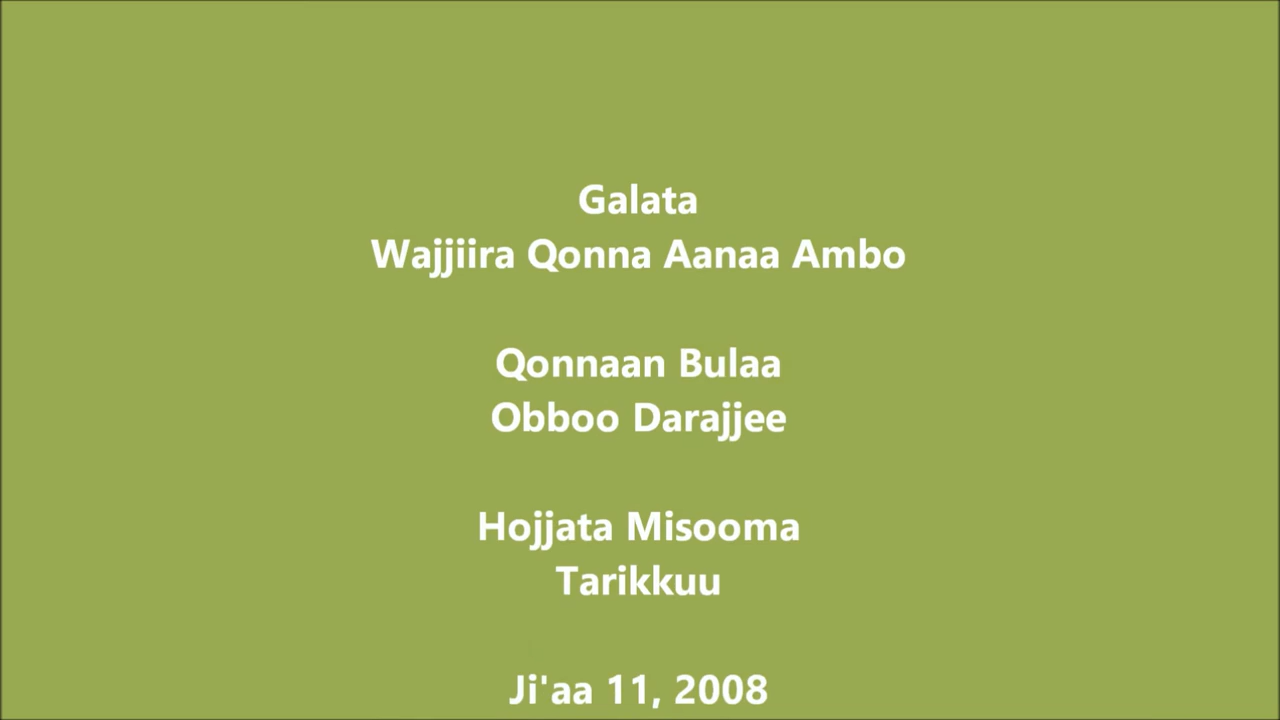 Galata
Wajjiira Qonna Aanaa Ambo
Qonnaan Bulaa
Obboo Darajjee
Hojjata Misooma
Tarikkuu
Ji'aa 11, 2008